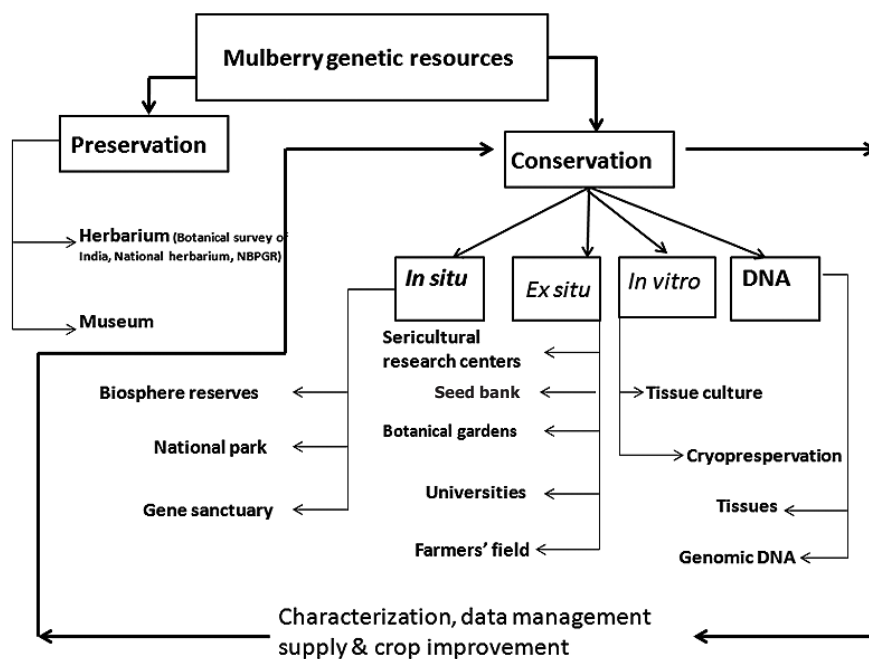 Mulberry genetic resources
Preservation
Conservation
Herbarium (Botanical survey of
India, National herbarium, NBPGR)
Museum
In situ
Ex situ
In vitro
DNA
Biosphere reserves
National park
Gene sanctuary
Sericultural
research centers
Seed bank
Botanical gardens
Universities
Farmers' field
Tissue culture
Cryoprespervation
Tissues
Genomic DNA
Characterization, data management
supply & crop improvement